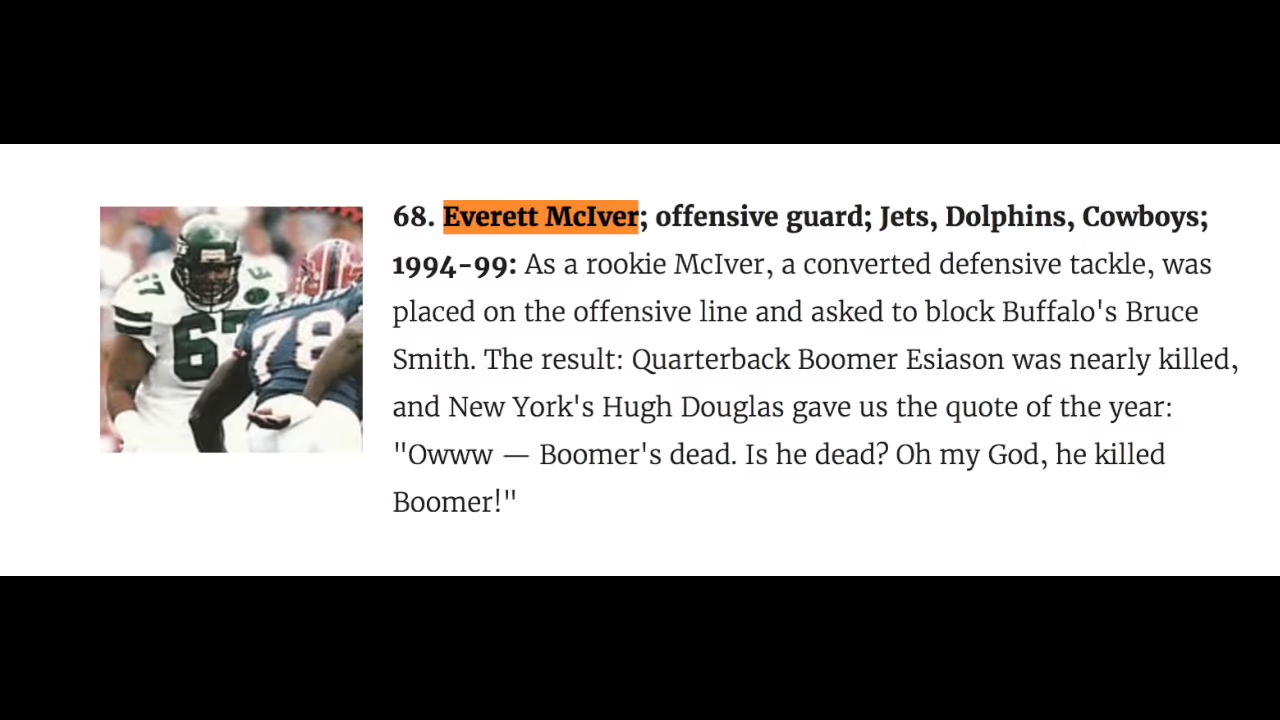 68. Everett McIver; offensive guard; Jets, Dolphins, Cowboys;
1994-99: As a rookie McIver, a converted defensive tackle, was
placed on the offensive line and asked to block Buffalo's Bruce
Smith. The result: Quarterback Boomer Esiason was nearly killed,
and New York's Hugh Douglas gave us the quote of the year:
"Owww — Boomer's dead. Is he dead? Oh my God, he killed
Boomer!"
67
67
78